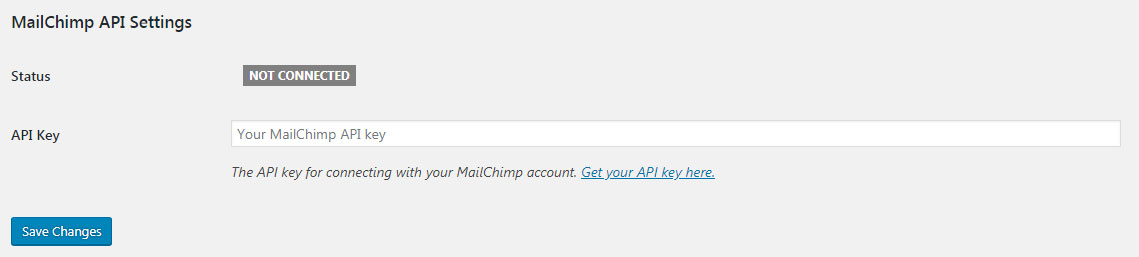 MailChimp API Settings
Status NOT CONNECTED
API Key Your MailChimp API key
The API key for connecting with your MailChimp account. Get your API key here.
Save Changes